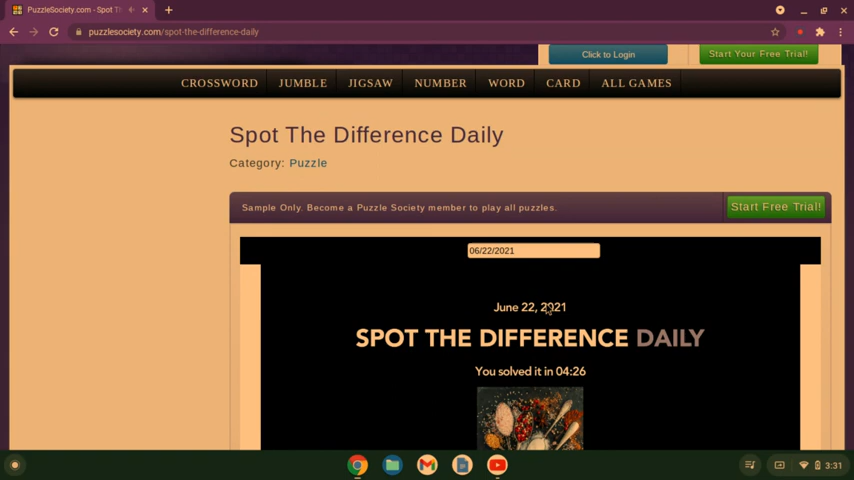 PuzzleSociety.com - Spot Th
puzzlesociety.com/spot-the-difference-daily
Click to Login
Start Your Free Trial!
CROSSWORD JUMBLE JIGSAW NUMBER WORD CARD ALL GAMES
Spot The Difference Daily
Category: Puzzle
Sample Only. Become a Puzzle Society member to play all puzzles.
Start Free Trial!
06/22/2021
June 22, 2021
SPOT THE DIFFERENCE DAILY
You solved it in 04:26
3:31